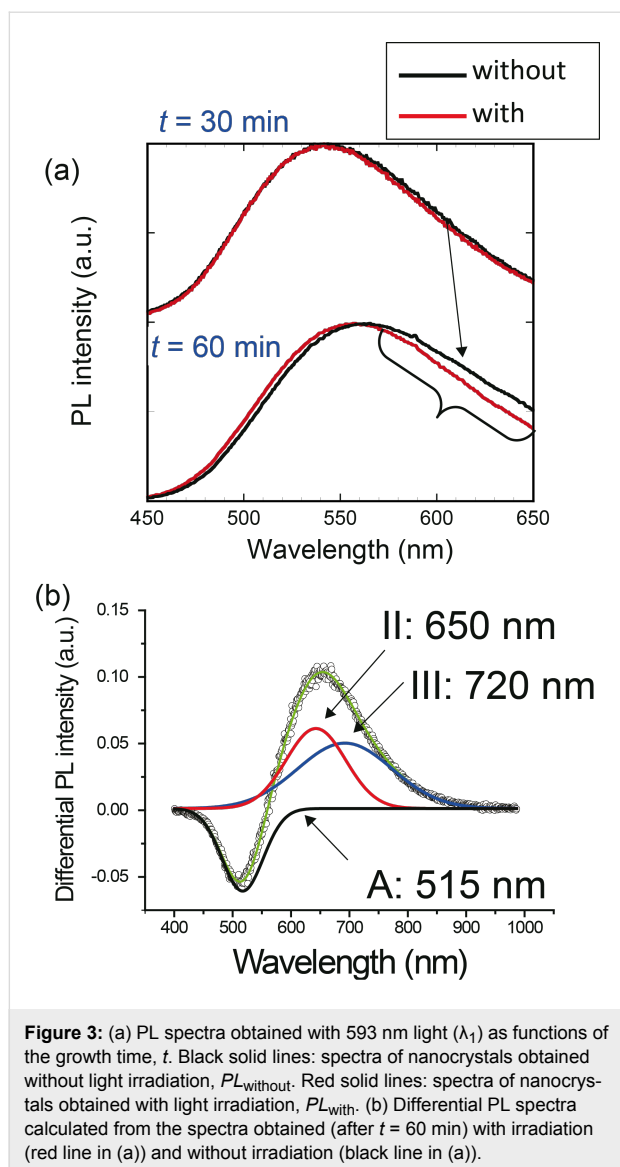 without
with
t = 30 min
(a)
t = 60 min
PL intensity (a.u.)
450 500 550 600 650
Wavelength (nm)
(b)
0.15
0.10
0.05
0.00
-0.05
Differential PL intensity (a.u.)
II: 650 nm
III: 720 nm
A: 515 nm
400 500 600 700 800 900 1000
Wavelength (nm)
Figure 3: (a) PL spectra obtained with 593 nm light (λ1) as functions of
the growth time, t. Black solid lines: spectra of nanocrystals obtained
without light irradiation, PLwithout. Red solid lines: spectra of nanocrys-
tals obtained with light irradiation, PLwith. (b) Differential PL spectra
calculated from the spectra obtained (after t = 60 min) with irradiation
(red line in (a)) and without irradiation (black line in (a)).